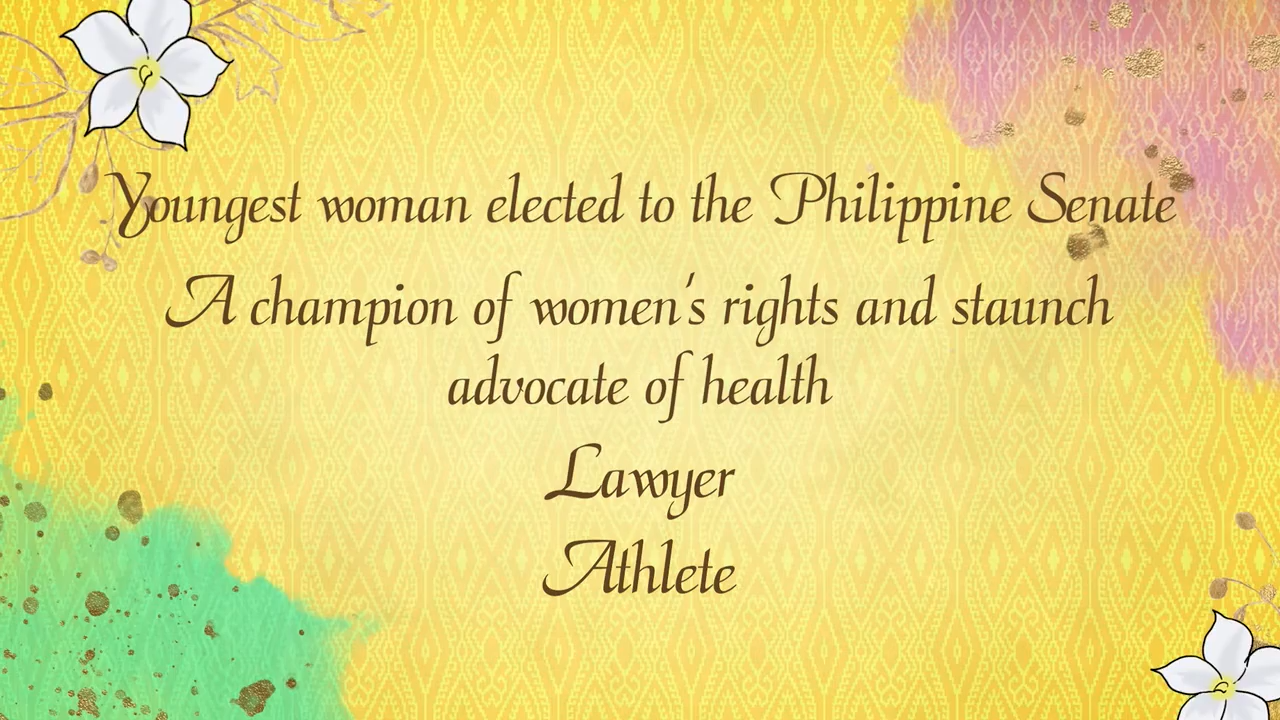 Youngest woman elected to the Philippine Senate
A champion of women's rights and staunch
advocate of health
Lawyer
Athlete